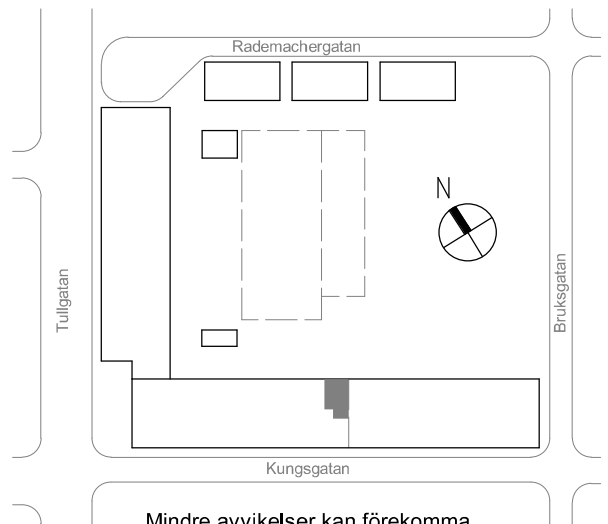 Rademachergatan
N
Tullgatan
Bruksgatan
Kungsgatan
Mindre avvikelser kan förekomma